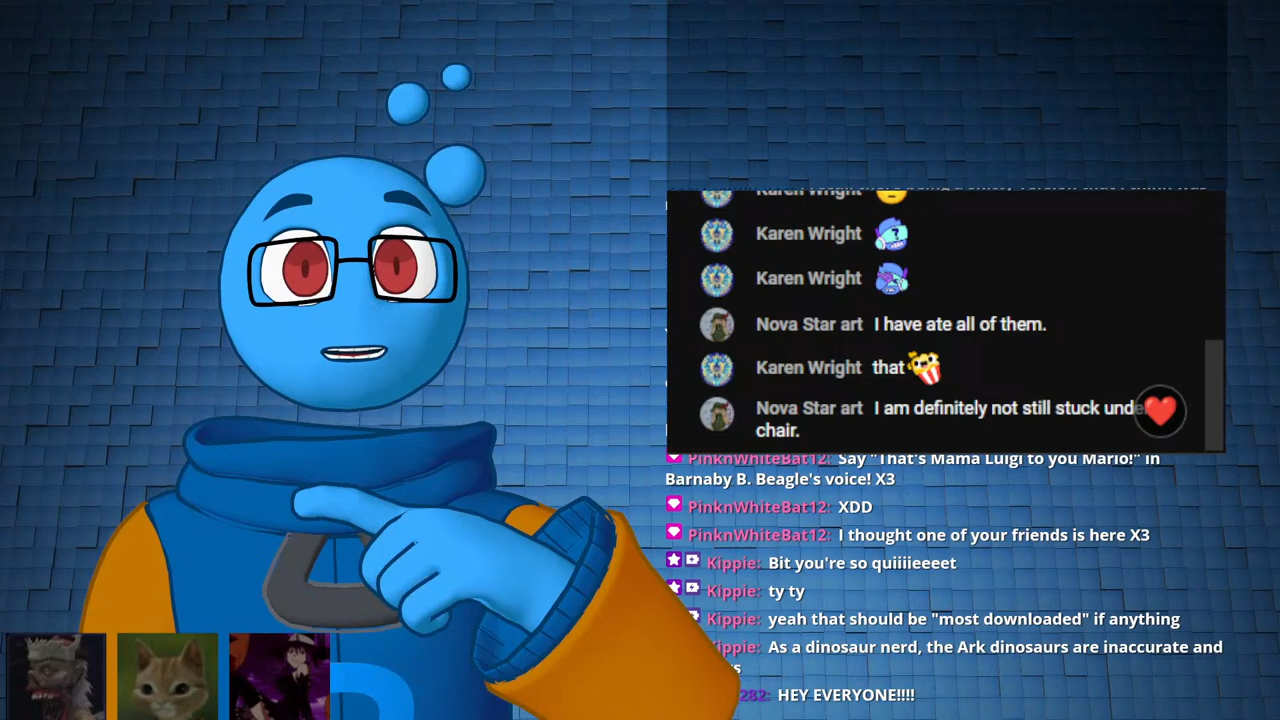 Karen Wright
Karen Wright
Karen Wright
Nova Star art I have ate all of them.
Karen Wright that
Nova Star art I am definitely not still stuck unde
chair.
PinknWhiteBat12: Say "That's Mama Luigi to you Mario!" in
Barnaby B. Beagle's voice! X3
PinknWhiteBat12: XDD
PinknWhiteBat12: I thought one of your friends is here X3
Kippie: Bit you're so quiiiieeeet
Kippie: ty ty
Kippie: yeah that should be "most downloaded" if anything
Kippie: As a dinosaur nerd, the Ark dinosaurs are inaccurate and
282: HEY EVERYONE!!!!